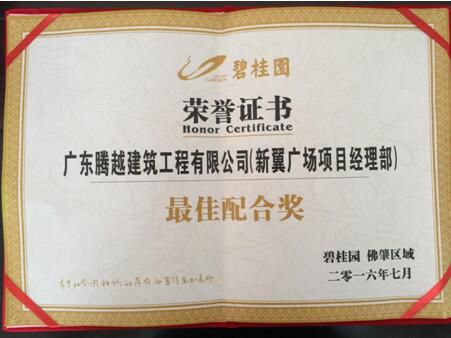 碧桂園
荣誉证书
Honor Certificate
广东腾越建筑工程有限公司(新翼广场项目经理部)
最佳配合奖
碧桂园 佛肇区域
二零一六年七月